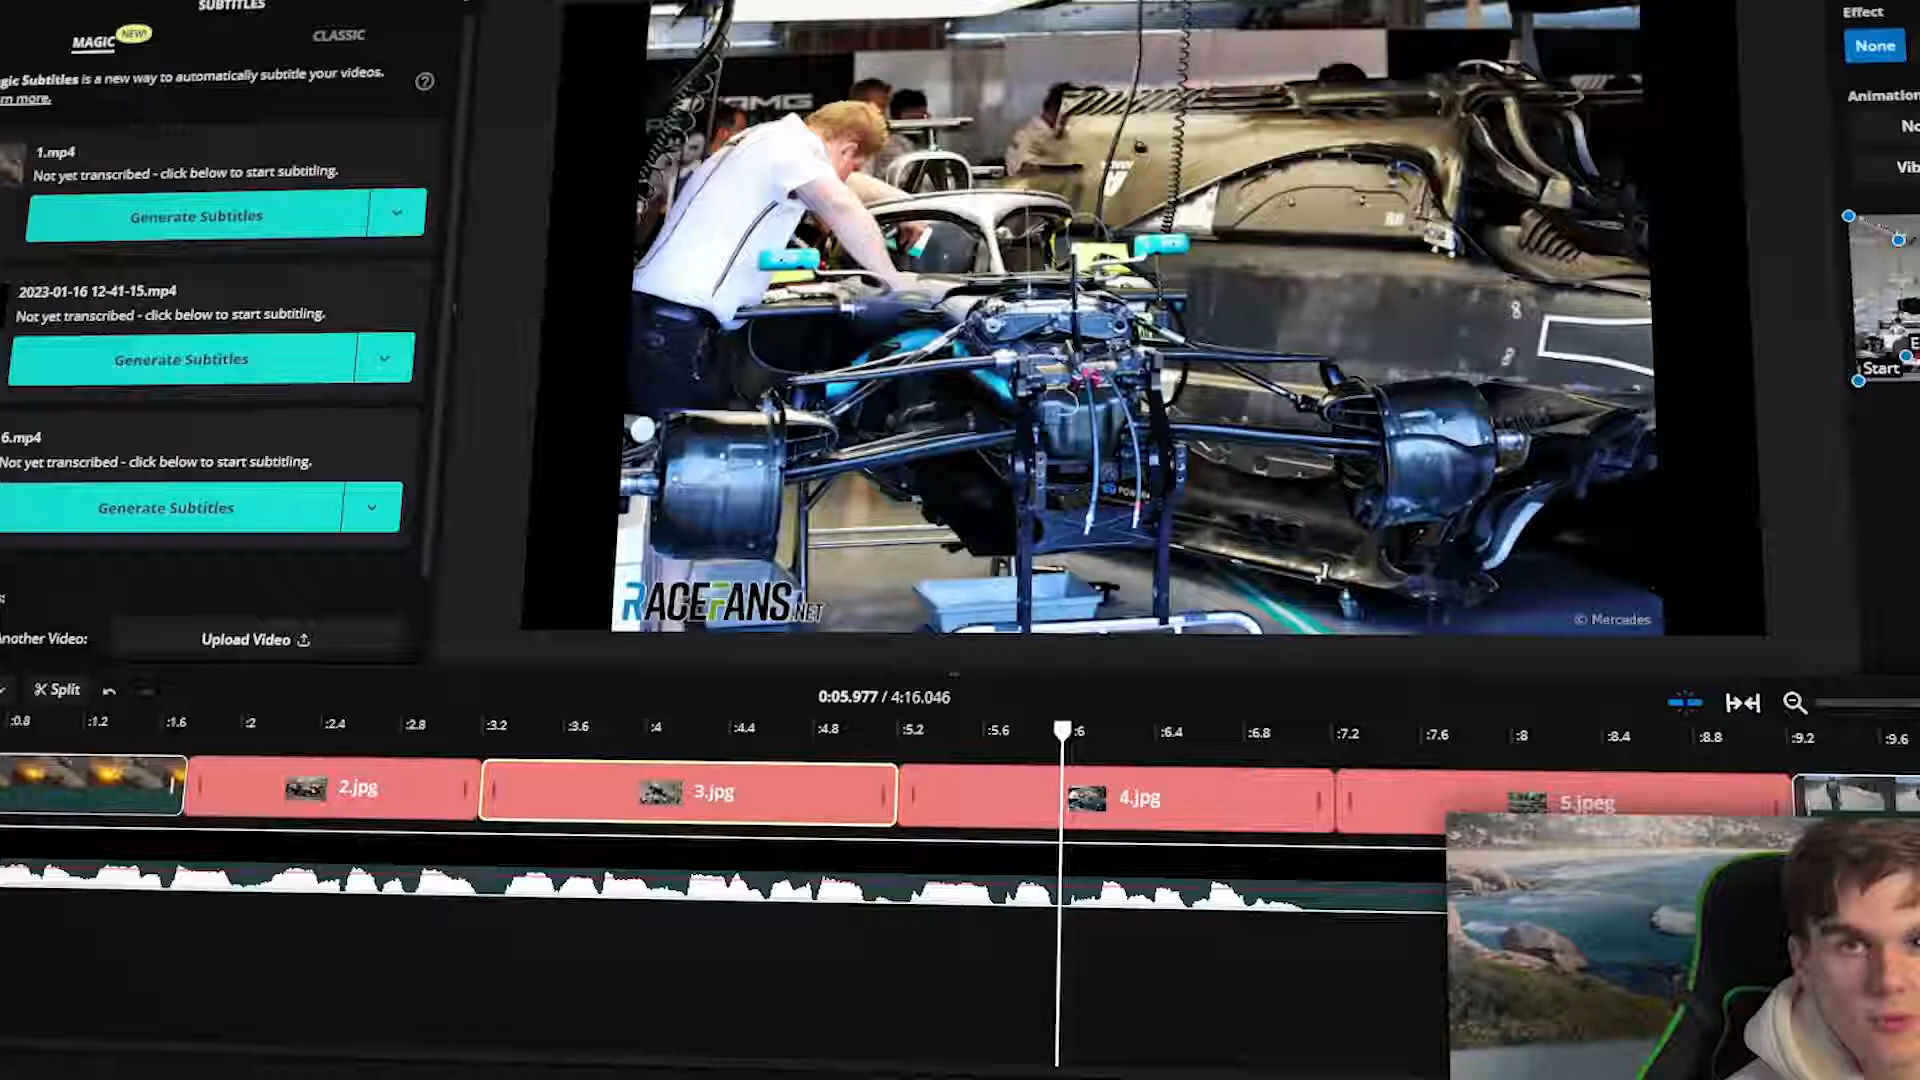 SUBTITLES
MAGIC NEW!
CLASSIC
gic Subtitles is a new way to automatically subtitle your videos.
rn more.
1.mp4
Not yet transcribed - click below to start subtitling.
Generate Subtitles
2023-01-16 12-41-15.mp4
Not yet transcribed - click below to start subtitling.
Generate Subtitles
6.mp4
Not yet transcribed - click below to start subtitling.
Generate Subtitles
nother Video:
Upload Video
AMG
RACEFANS.NET
© Mercedes
Effect
None
Animation
No
Vib
Start
E
Split
0:05.977 / 4:16.046
:0.8 :1.2 :1.6 :2 :2.4 :2.8 :3.2 :3.6 :4 :4.4 :4.8 :5.2 :5.6 :6 :6.4 :6.8 :7.2 :7.6 :8 :8.4 :8.8 :9.2 :9.6
2.jpg
3.jpg
4.jpg
5.jpeg